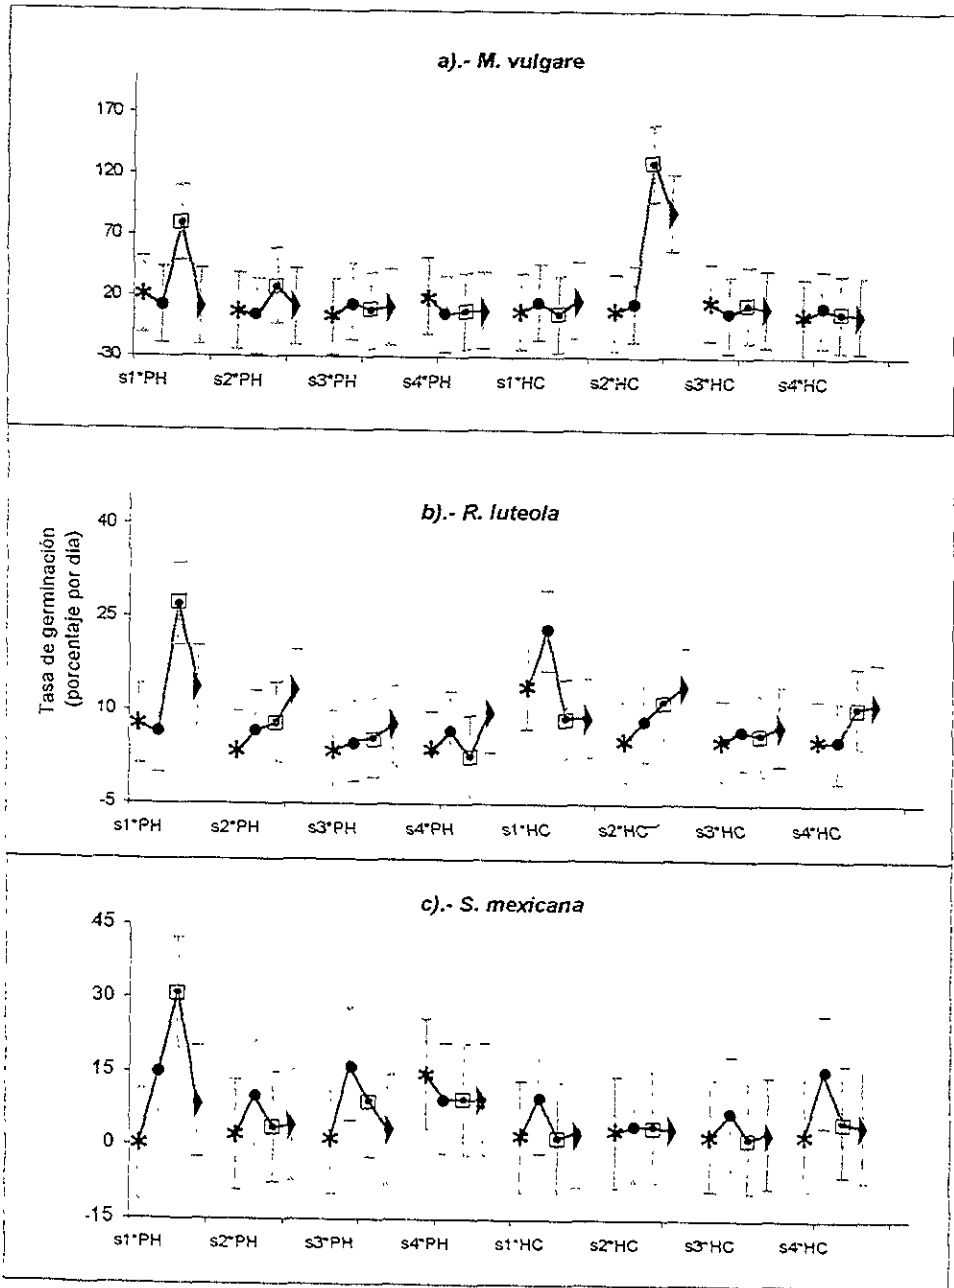 a).- M. vulgare
170
120
70
20
-30
s1*PH s2*PH s3*PH s4*PH s1*HC s2*HC s3*HC s4*HC
Tasa de germinación
(porcentaje por día)
b).- R. luteola
40
25
10
-5
s1*PH s2*PH s3*PH s4*PH s1*HC s2*HC s3*HC s4*HC
c).- S. mexicana
45
30
15
0
-15
s1*PH s2*PH s3*PH s4*PH s1*HC s2*HC s3*HC s4*HC